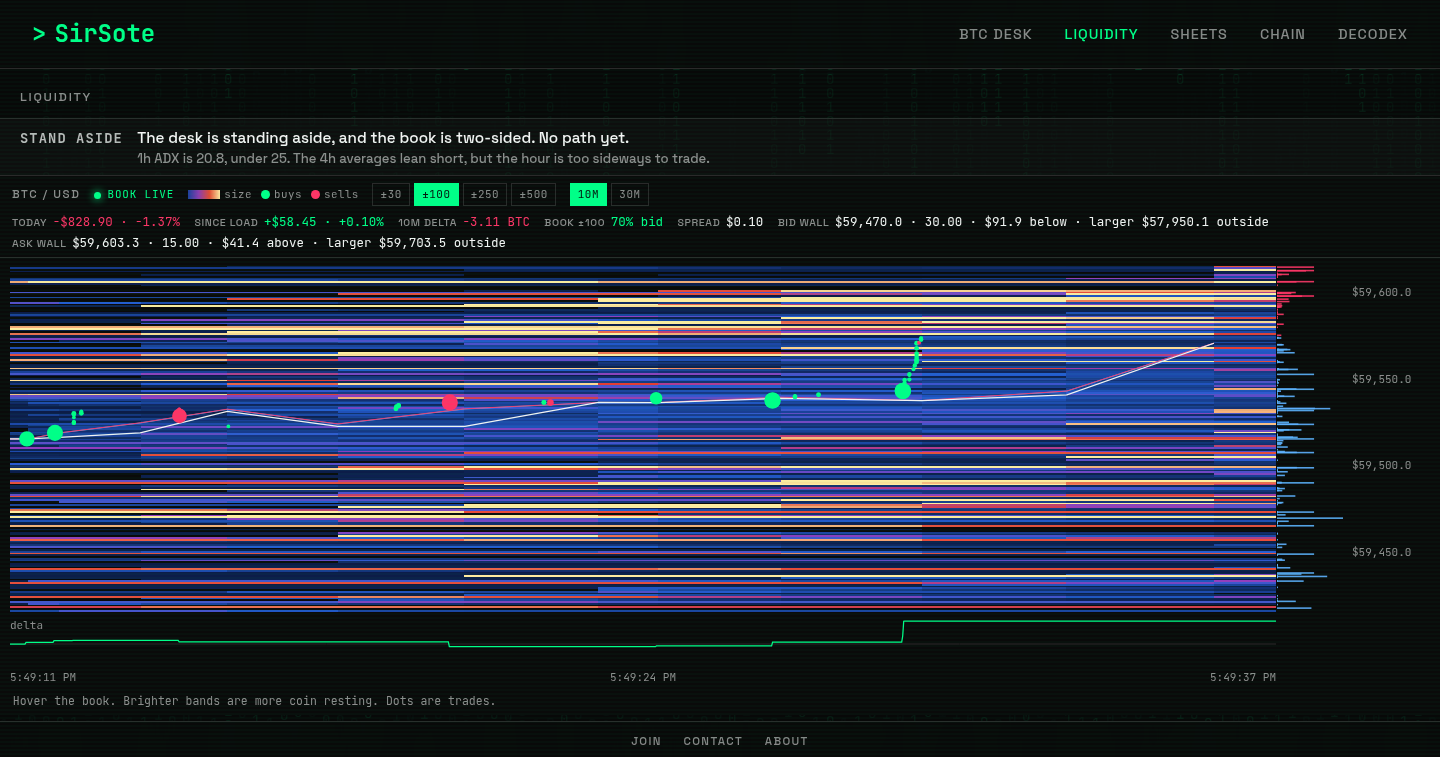 > SirSote
BTC DESK LIQUIDITY SHEETS CHAIN DECODEX
LIQUIDITY
STAND ASIDE The desk is standing aside, and the book is two-sided. No path yet.
1h ADX is 20.8, under 25. The 4h averages lean short, but the hour is too sideways to trade.
BTC / USD BOOK LIVE size buys sells ±30 ±100 ±250 ±500 10M 30M
TODAY -$828.90 · -1.37% SINCE LOAD +$58.45 · +0.10% 10M DELTA -3.11 BTC BOOK ±100 70% bid SPREAD $0.10 BID WALL $59,470.0 · 30.00 · $91.9 below · larger $57,950.1 outside
ASK WALL $59,603.3 · 15.00 · $41.4 above · larger $59,703.5 outside
$59,600.0
$59,550.0
$59,500.0
$59,450.0
delta
5:49:11 PM 5:49:24 PM 5:49:37 PM
Hover the book. Brighter bands are more coin resting. Dots are trades.
JOIN CONTACT ABOUT